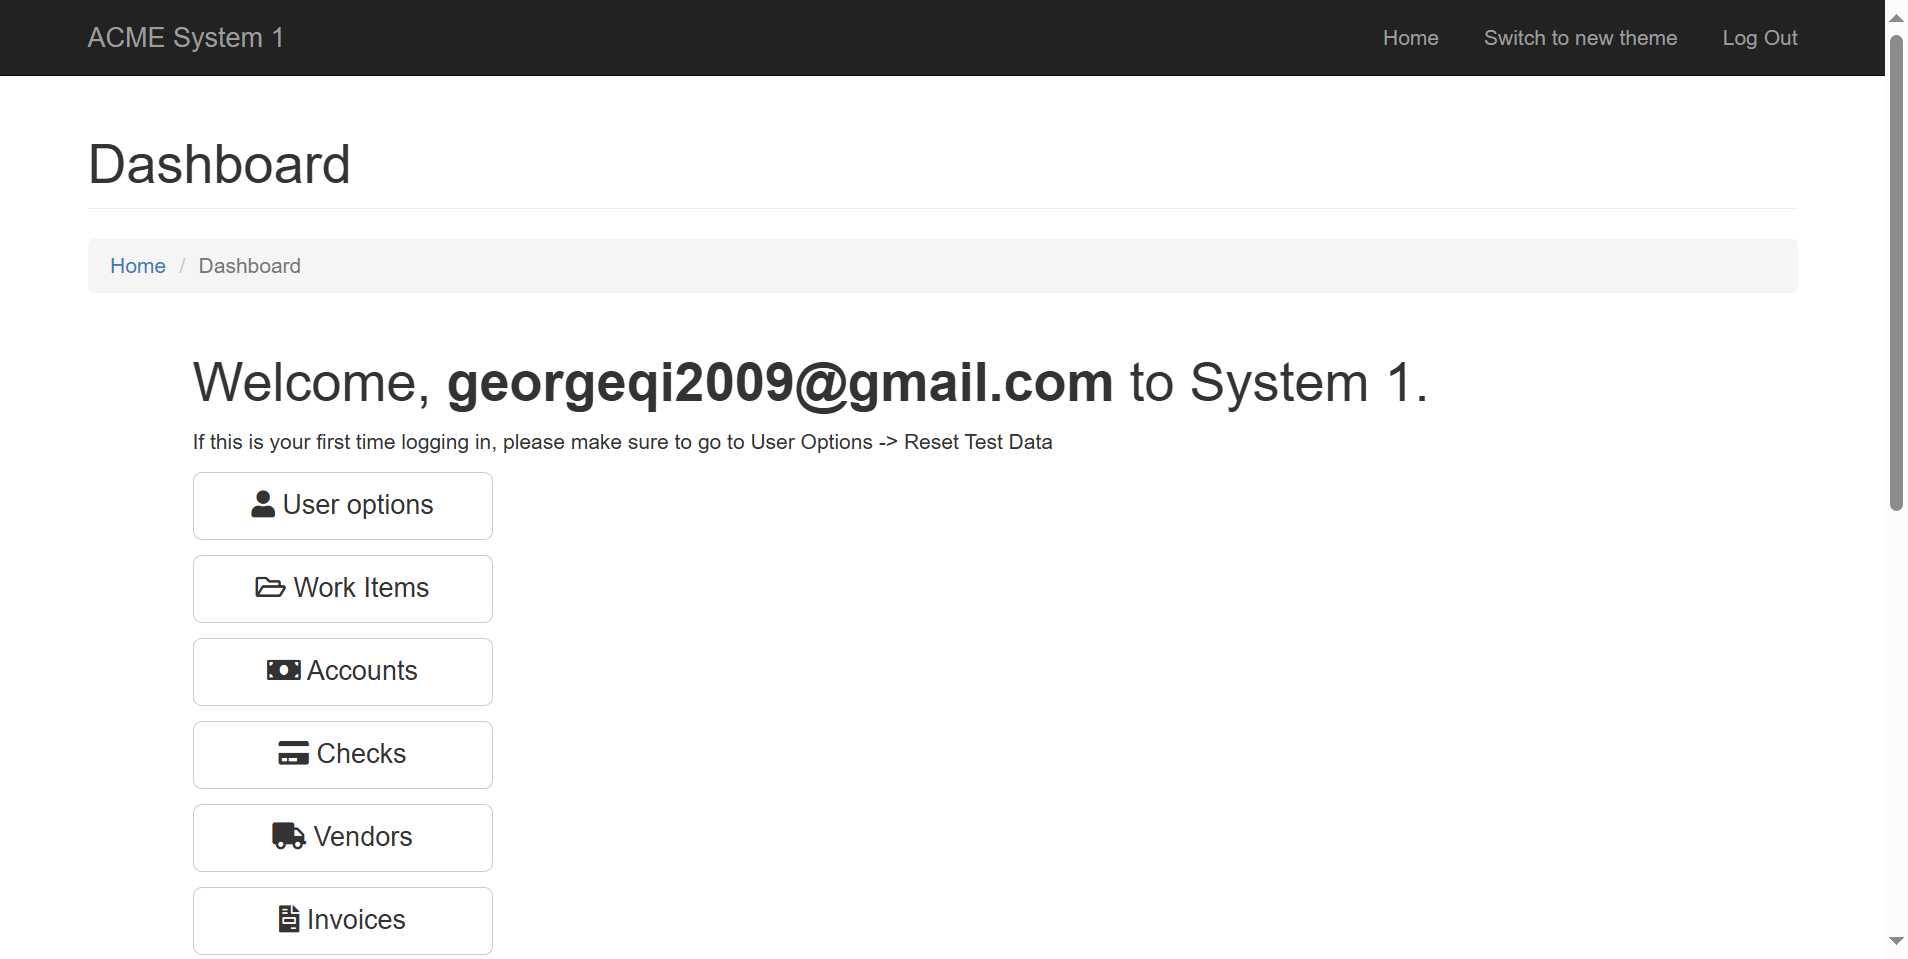 ACME System 1
Home
Switch to new theme
Log Out
Dashboard
Home / Dashboard
Welcome, georgeqi2009@gmail.com to System 1.
If this is your first time logging in, please make sure to go to User Options -> Reset Test Data
User options
Work Items
Accounts
Checks
Vendors
Invoices